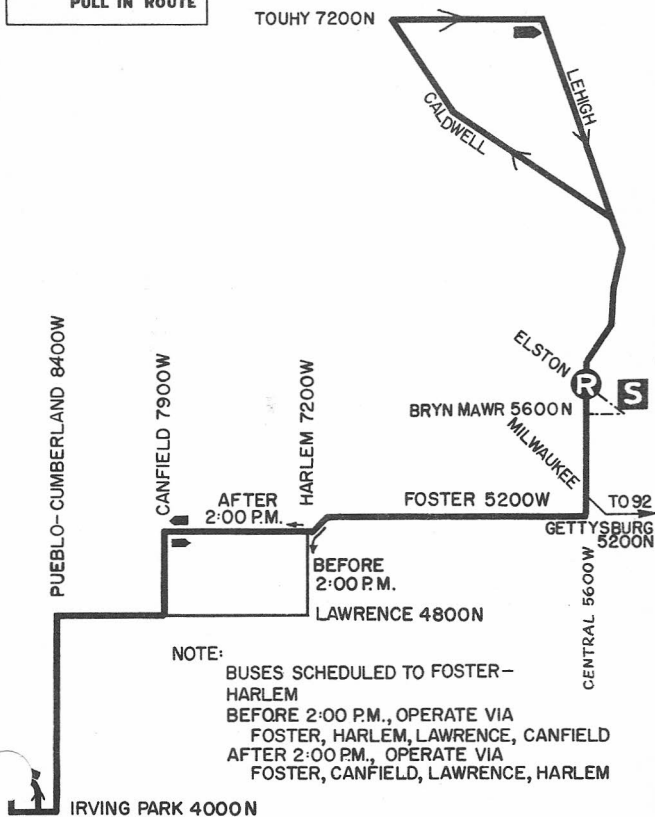 PULL IN ROUTE
TOUHY 7200N
LEHIGH
CALDWELL
ELSTON
R
S
BRYN MAWR 5600N
MILWAUKEE
PUEBLO-CUMBERLAND 8400W
CANFIELD 7900W
HARLEM 7200W
AFTER
2:00 P.M.
FOSTER 5200W
TO 92
GETTYSBURG
5200N
BEFORE
2:00 P.M.
LAWRENCE 4800N
CENTRAL 5600W
NOTE:
BUSES SCHEDULED TO FOSTER-
HARLEM
BEFORE 2:00 P.M., OPERATE VIA
FOSTER, HARLEM, LAWRENCE, CANFIELD
AFTER 2:00 P.M., OPERATE VIA
FOSTER, CANFIELD, LAWRENCE, HARLEM
IRVING PARK 4000N